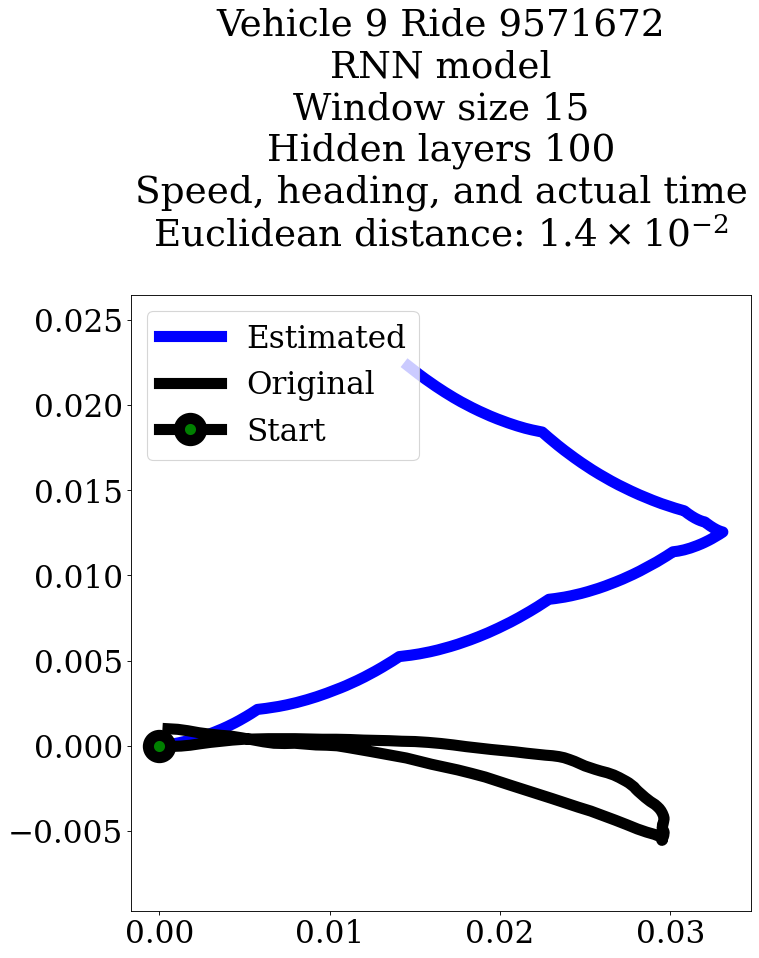 Vehicle 9 Ride 9571672
RNN model
Window size 15
Hidden layers 100
Speed, heading, and actual time
Euclidean distance: 1.4 × 10⁻²
Estimated
Original
Start
0.025
0.020
0.015
0.010
0.005
0.000
−0.005
0.00 0.01 0.02 0.03